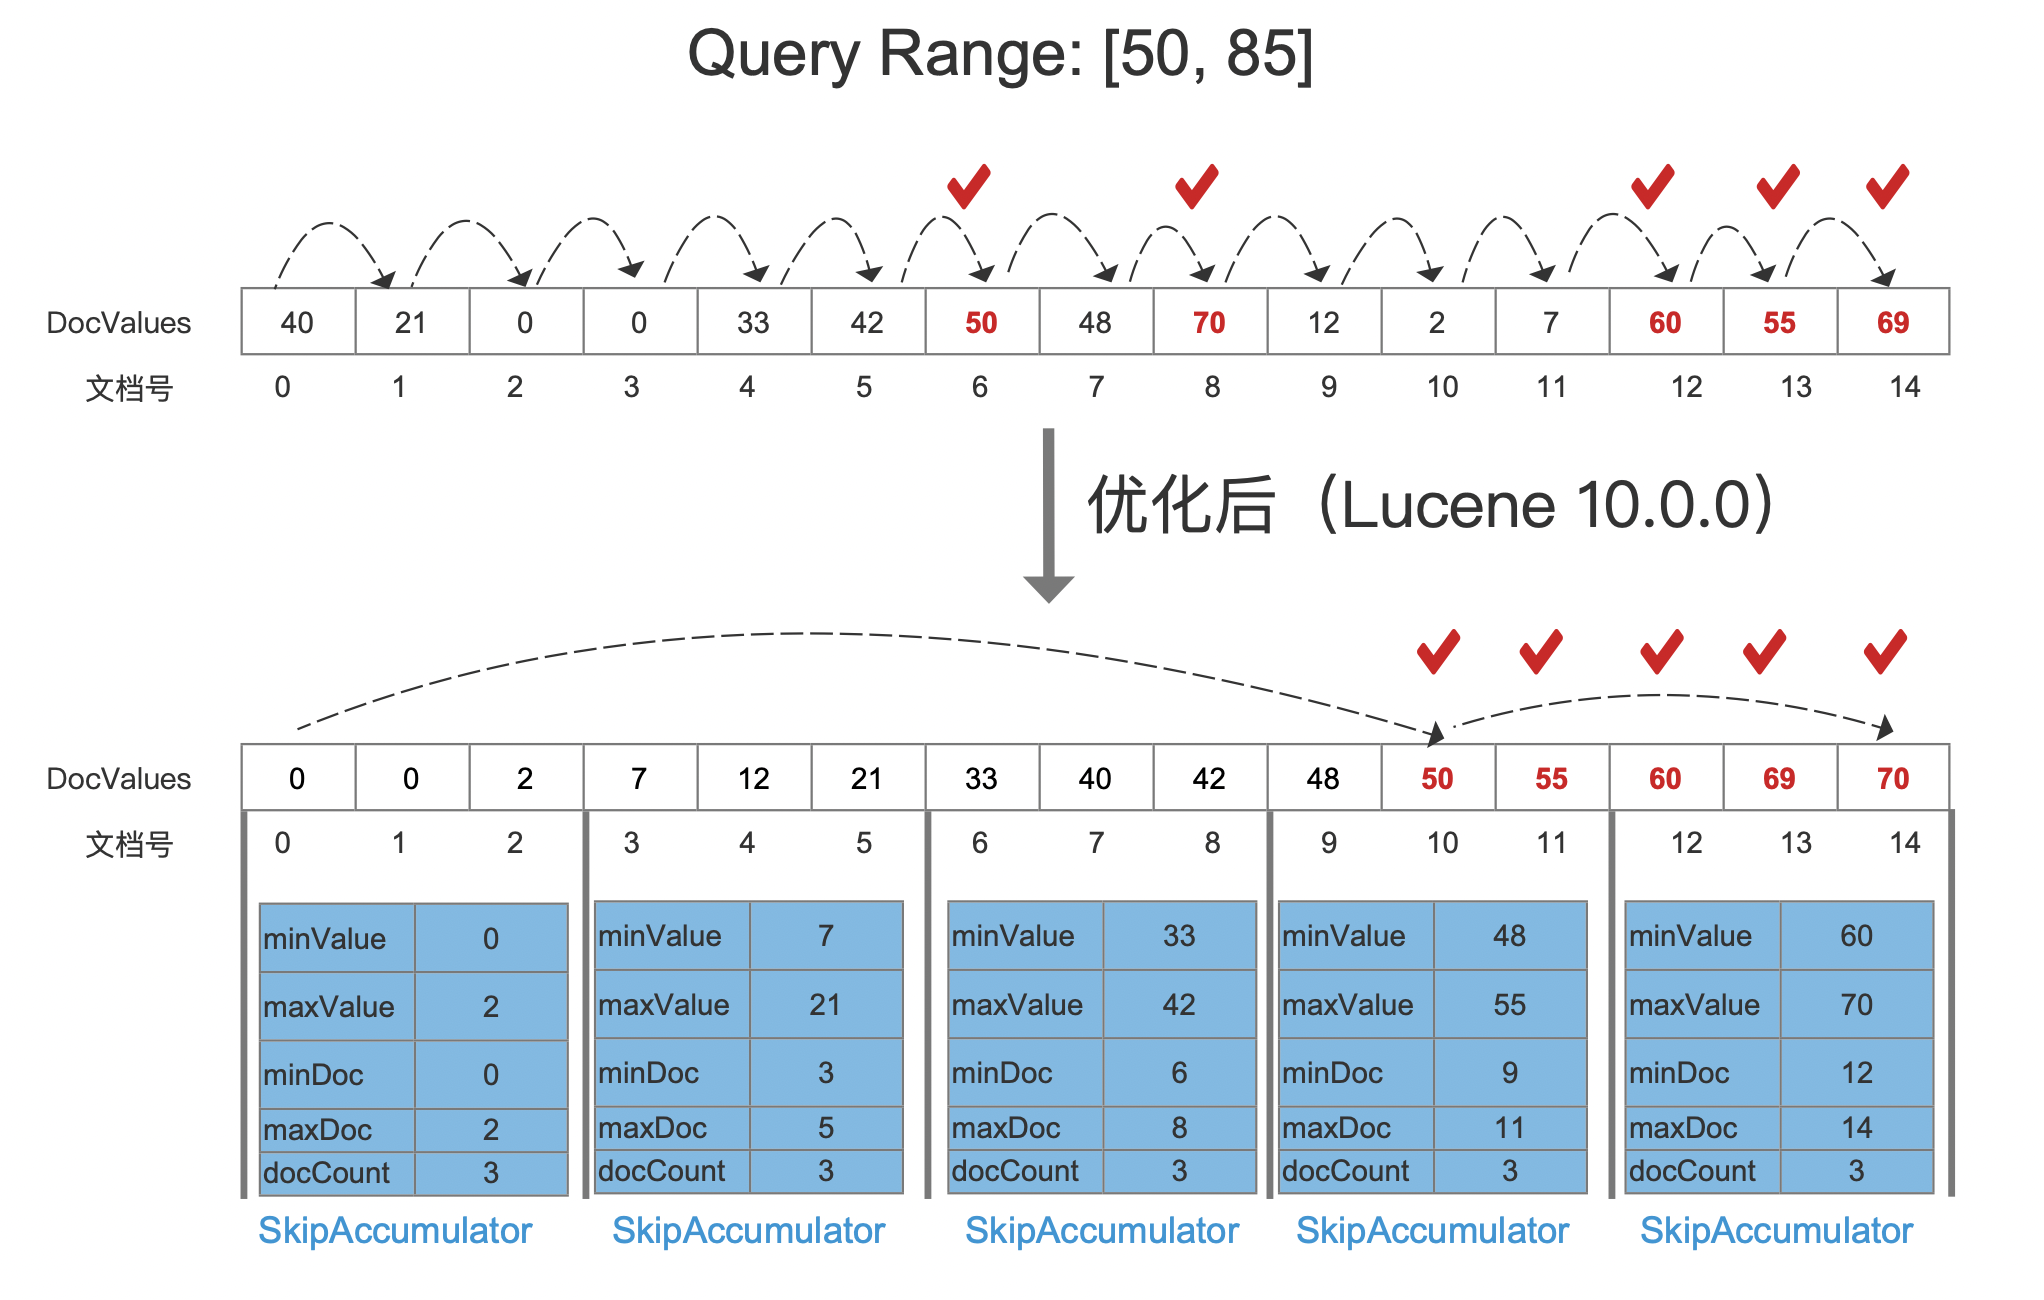 Query Range: [50, 85]
DocValues 40 21 0 0 33 42 50 48 70 12 2 7 60 55 69
文档号 0 1 2 3 4 5 6 7 8 9 10 11 12 13 14
优化后（Lucene 10.0.0）
DocValues 0 0 2 7 12 21 33 40 42 48 50 55 60 69 70
文档号 0 1 2 3 4 5 6 7 8 9 10 11 12 13 14
minValue 0 minValue 7 minValue 33 minValue 48 minValue 60
maxValue 2 maxValue 21 maxValue 42 maxValue 55 maxValue 70
minDoc 0 minDoc 3 minDoc 6 minDoc 9 minDoc 12
maxDoc 2 maxDoc 5 maxDoc 8 maxDoc 11 maxDoc 14
docCount 3 docCount 3 docCount 3 docCount 3 docCount 3
SkipAccumulator SkipAccumulator SkipAccumulator SkipAccumulator SkipAccumulator